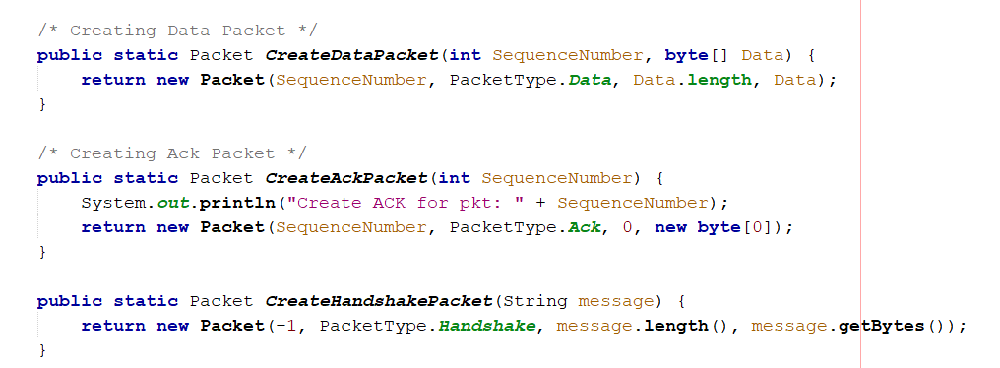 /* Creating Data Packet */
public static Packet CreateDataPacket(int SequenceNumber, byte[] Data) {
    return new Packet(SequenceNumber, PacketType.Data, Data.length, Data);
}

/* Creating Ack Packet */
public static Packet CreateAckPacket(int SequenceNumber) {
    System.out.println("Create ACK for pkt: " + SequenceNumber);
    return new Packet(SequenceNumber, PacketType.Ack, 0, new byte[0]);
}

public static Packet CreateHandshakePacket(String message) {
    return new Packet(-1, PacketType.Handshake, message.length(), message.getBytes());
}